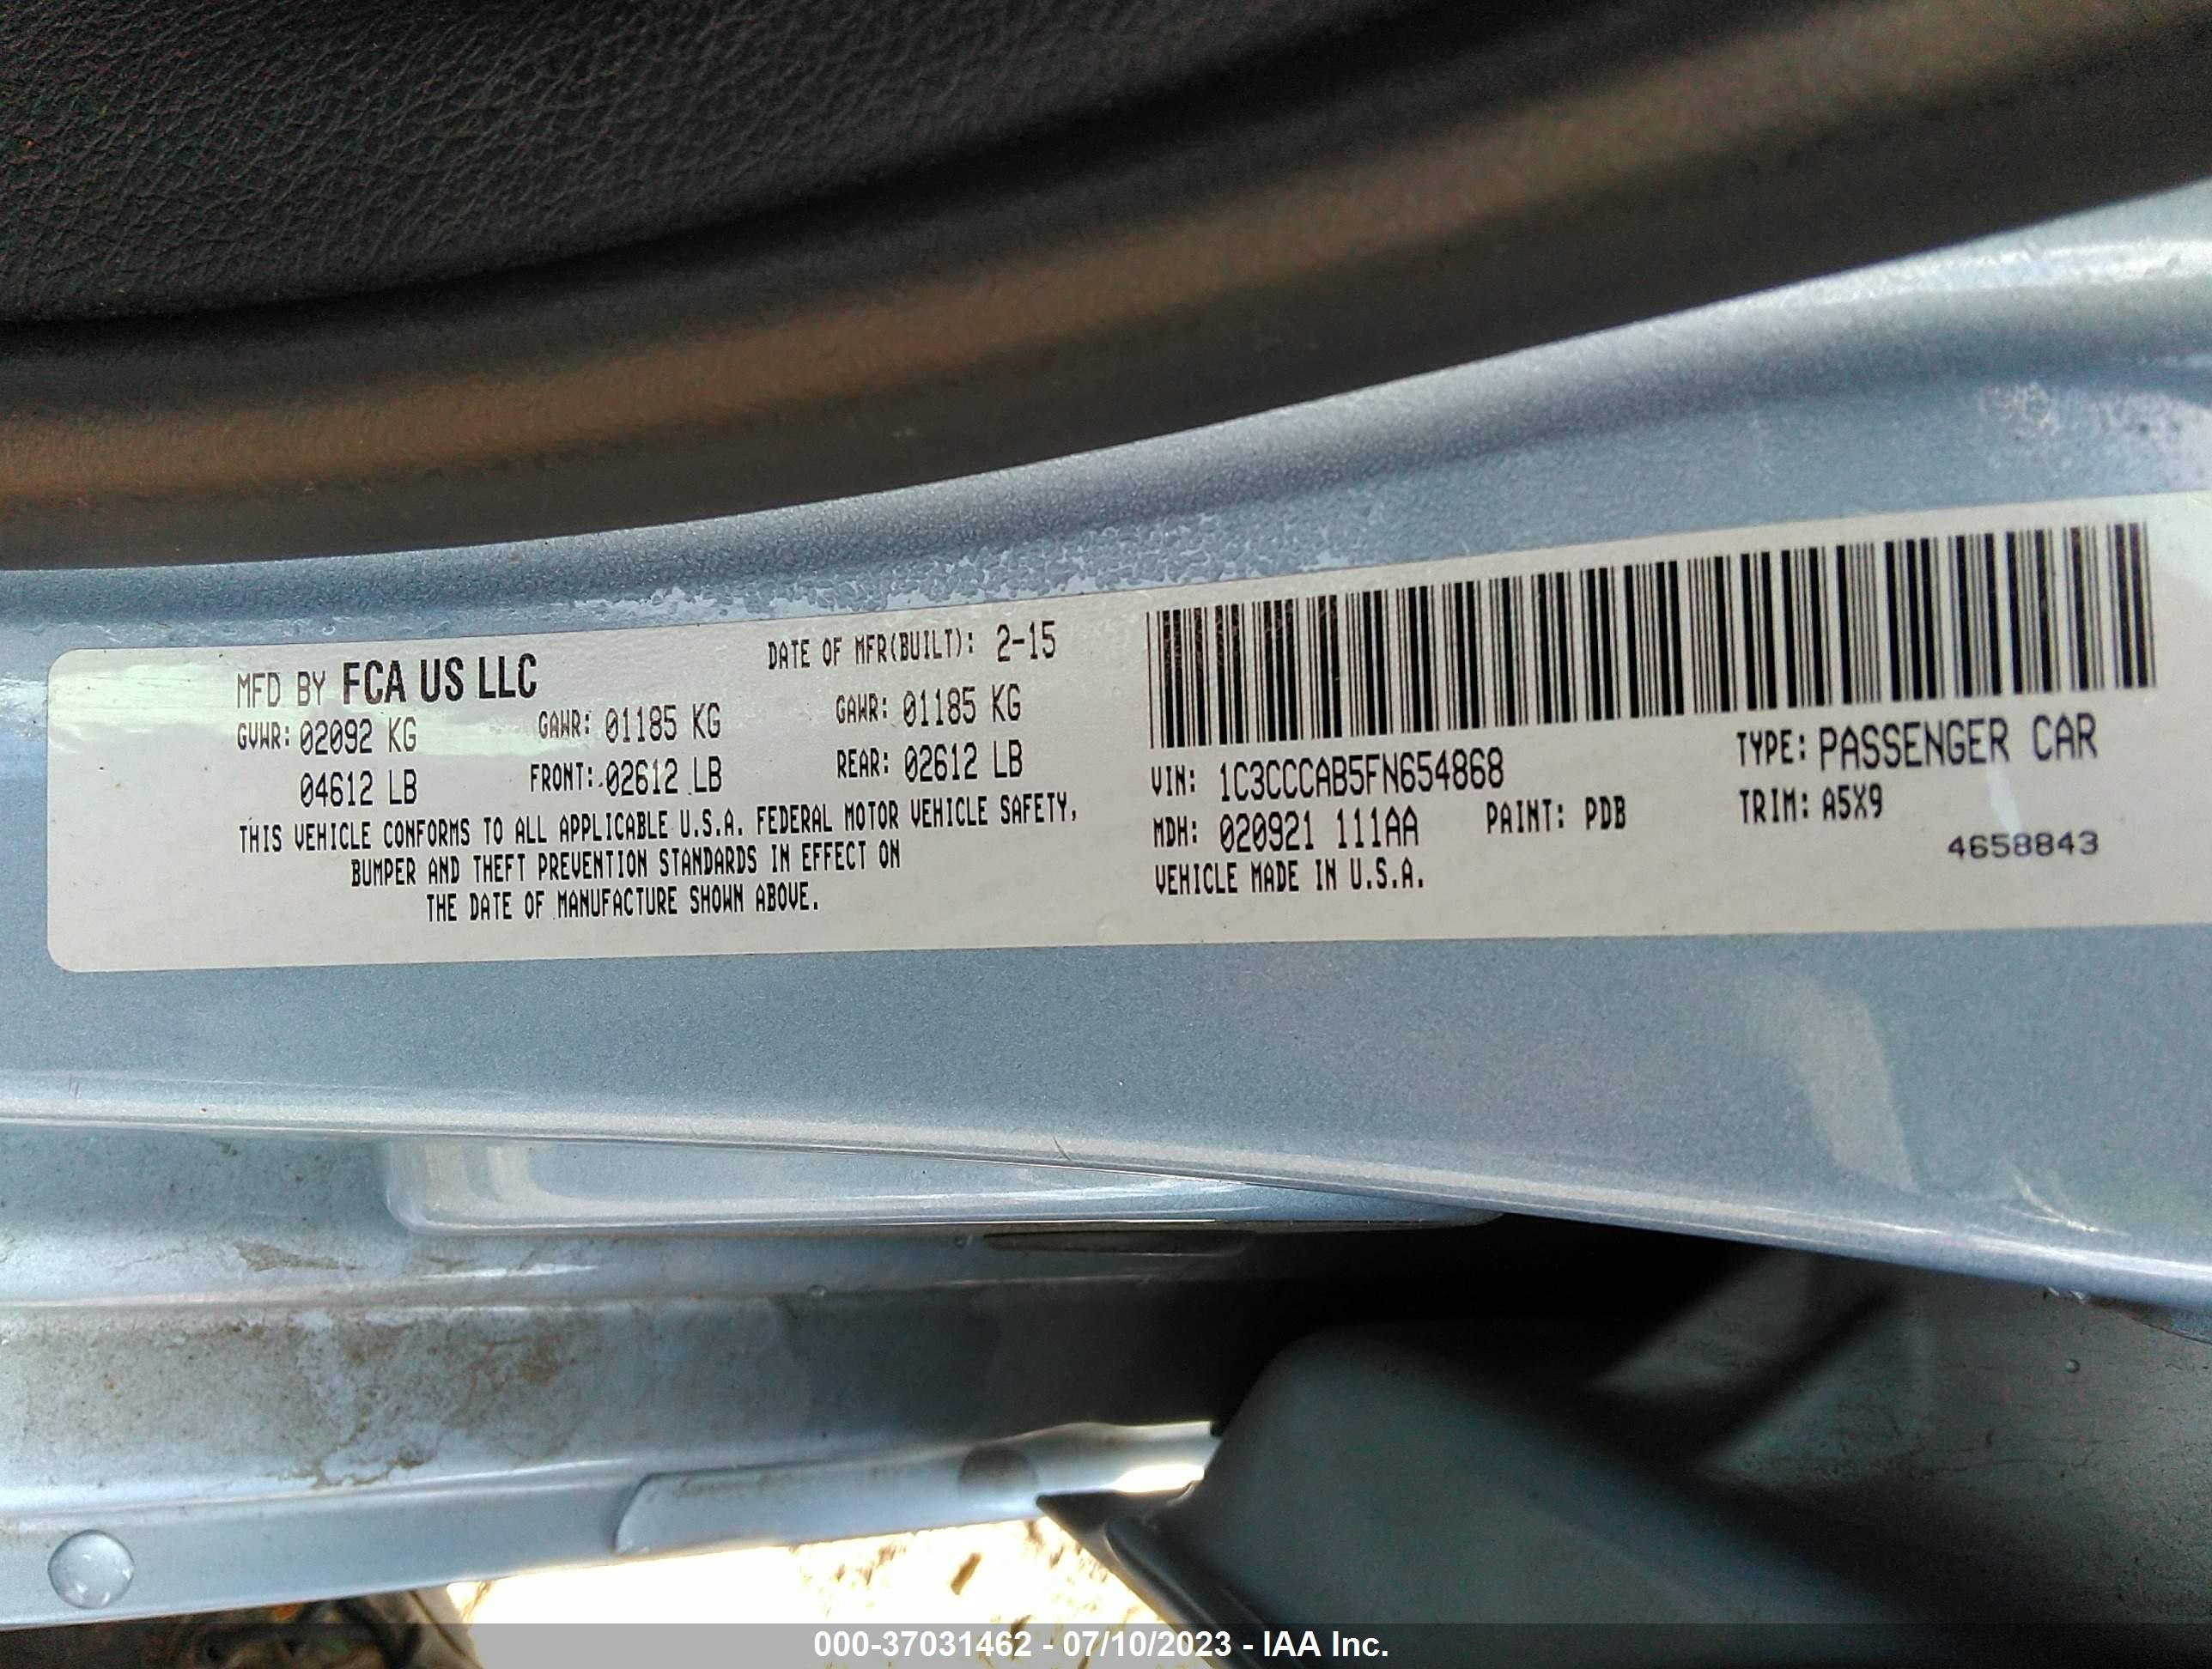 MFD BY FCA US LLC
DATE OF MFR(BUILT): 2-15
GVWR: 02092 KG
04612 LB
GAWR: 01185 KG
FRONT: 02612 LB
GAWR: 01185 KG
REAR: 02612 LB
THIS VEHICLE CONFORMS TO ALL APPLICABLE U.S.A. FEDERAL MOTOR VEHICLE SAFETY,
BUMPER AND THEFT PREVENTION STANDARDS IN EFFECT ON
THE DATE OF MANUFACTURE SHOWN ABOVE.
VIN: 1C3CCCAB5FN654868
TYPE: PASSENGER CAR
MDH: 020921 111AA
PAINT: PDB
TRIM: A5X9
VEHICLE MADE IN U.S.A.
4658843
000-37031462 - 07/10/2023 - IAA Inc.